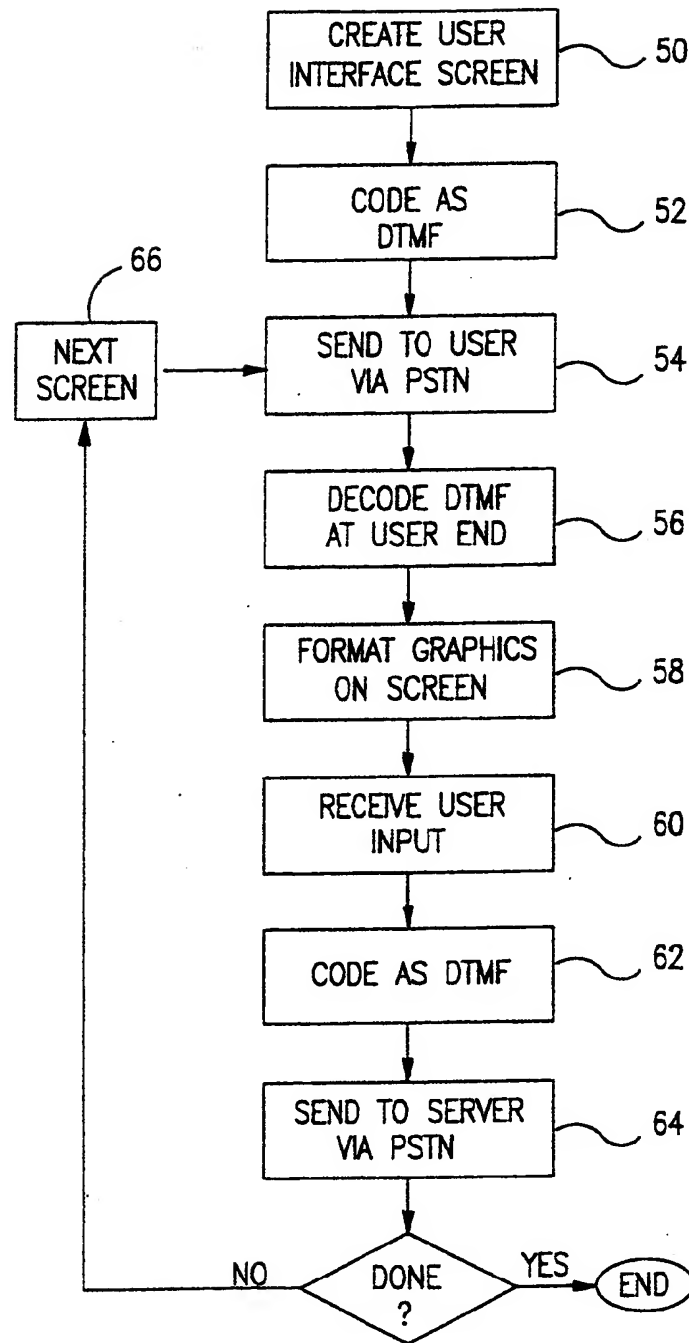 CREATE USER
INTERFACE SCREEN
50
CODE AS
DTMF
52
66
NEXT
SCREEN
SEND TO USER
VIA PSTN
54
DECODE DTMF
AT USER END
56
FORMAT GRAPHICS
ON SCREEN
58
RECEIVE USER
INPUT
60
CODE AS DTMF
62
SEND TO SERVER
VIA PSTN
64
NO
DONE
?
YES
END